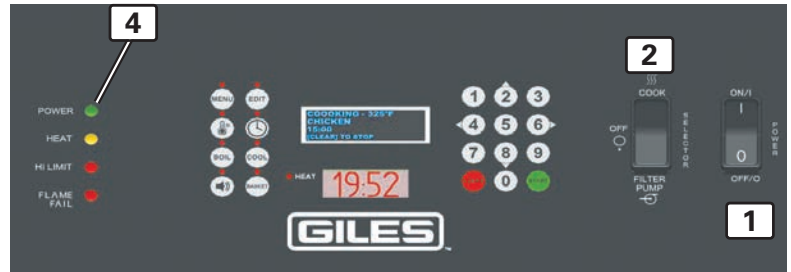 4
POWER
HEAT
HI LIMIT
FLAME
FAIL
MENU
EDIT
BOIL
COOL
BASKET
COOOKING - 325°F
CHICKEN
15:00
[CLEAR] TO STOP
HEAT
19:52
GILES
1 2 3
4 5 6
7 8 9
0
2
COOK
OFF
SELECTOR
FILTER
PUMP
ON/I
I
O
POWER
OFF/O
1